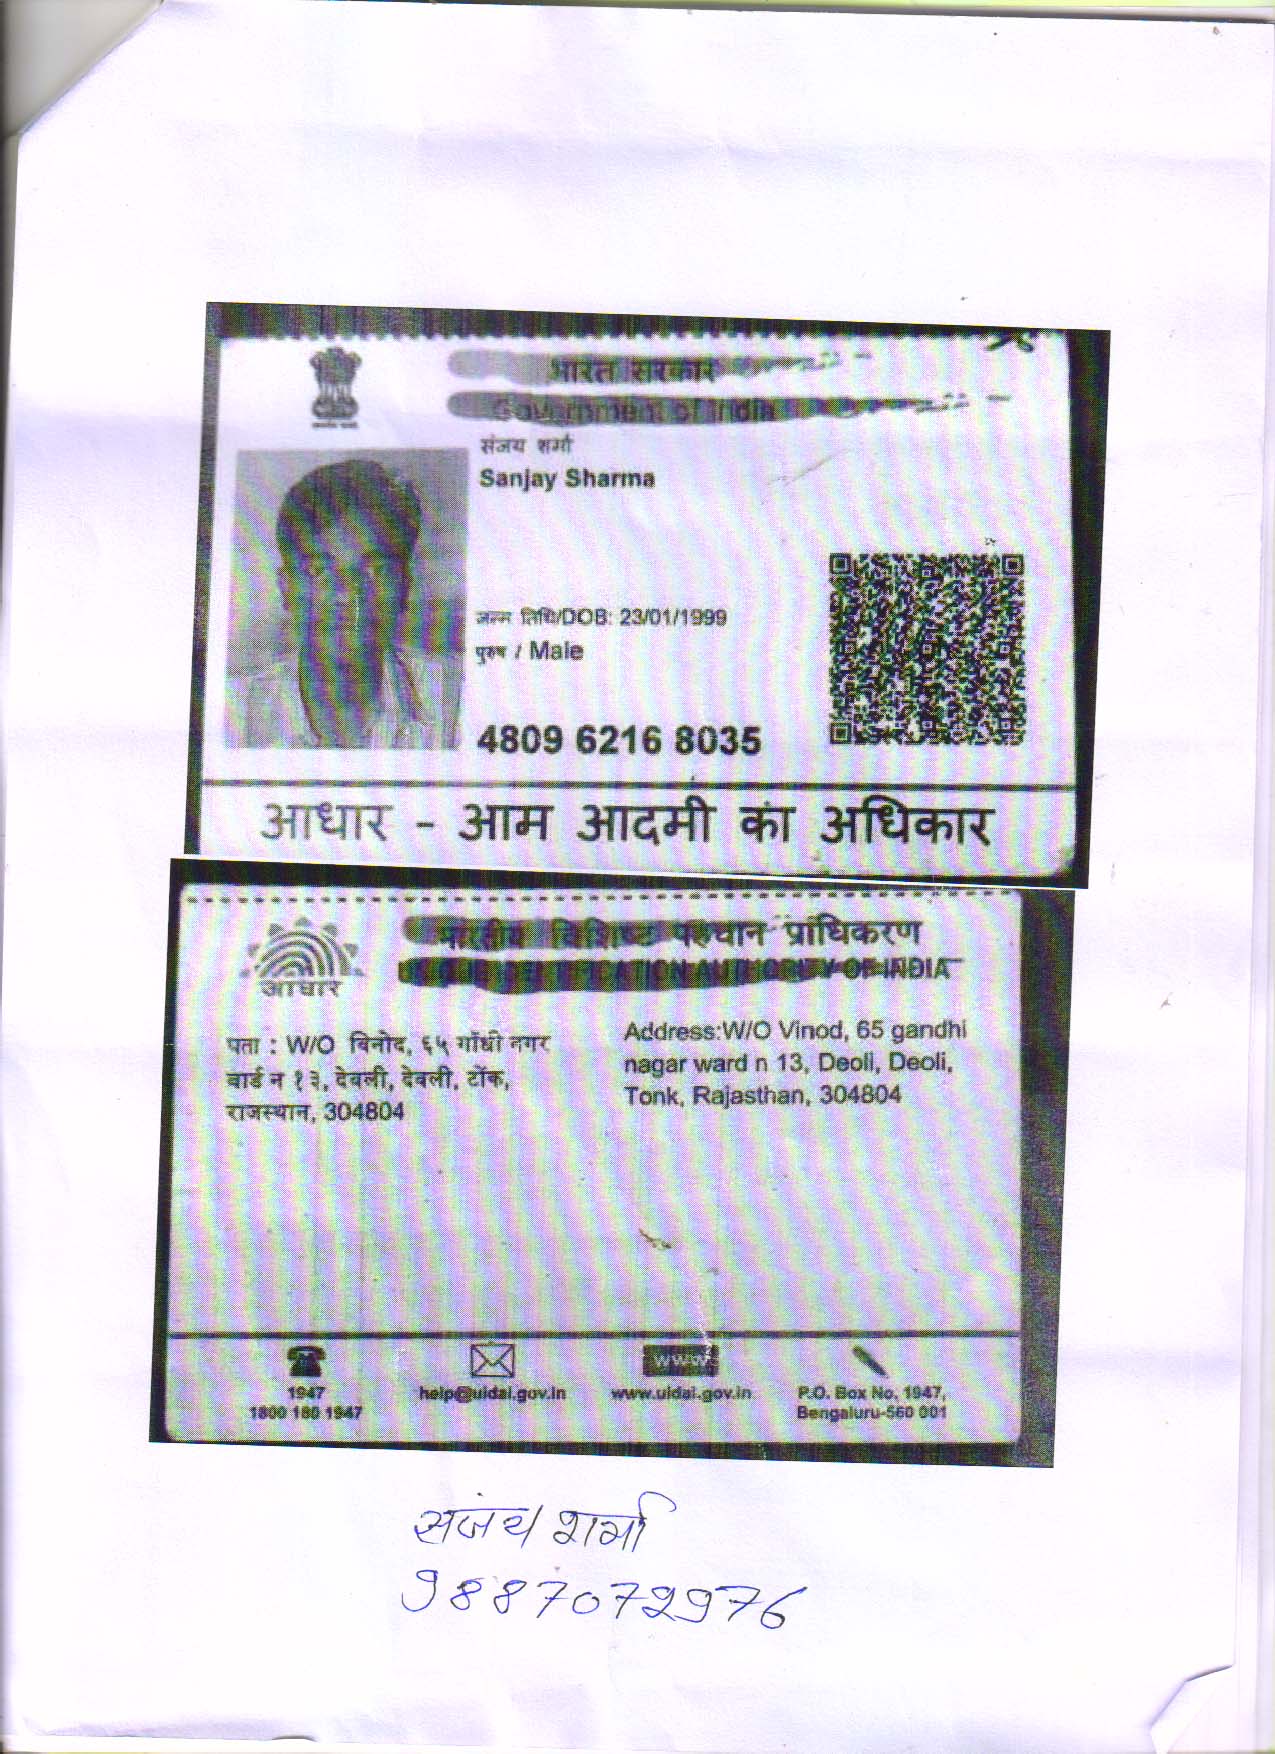 भारत सरकार
Government of India
संजय शर्मा
Sanjay Sharma
जन्म तिथि/DOB: 23/01/1999
पुरुष / Male
4809 6216 8035
आधार - आम आदमी का अधिकार
भारतीय विशिष्ट पहचान प्राधिकरण
UNIQUE IDENTIFICATION AUTHORITY OF INDIA
आधार
पता : W/O विनोद, ६५ गाँधी नगर
वार्ड न १३, देवली, देवली, टोंक,
राजस्थान, 304804
Address:W/O Vinod, 65 gandhi
nagar ward n 13, Deoli, Deoli,
Tonk, Rajasthan, 304804
1947
1800 180 1947
help@uidai.gov.in
www
www.uidai.gov.in
P.O. Box No. 1947,
Bengaluru-560 001
संजय शर्मा
9887072976